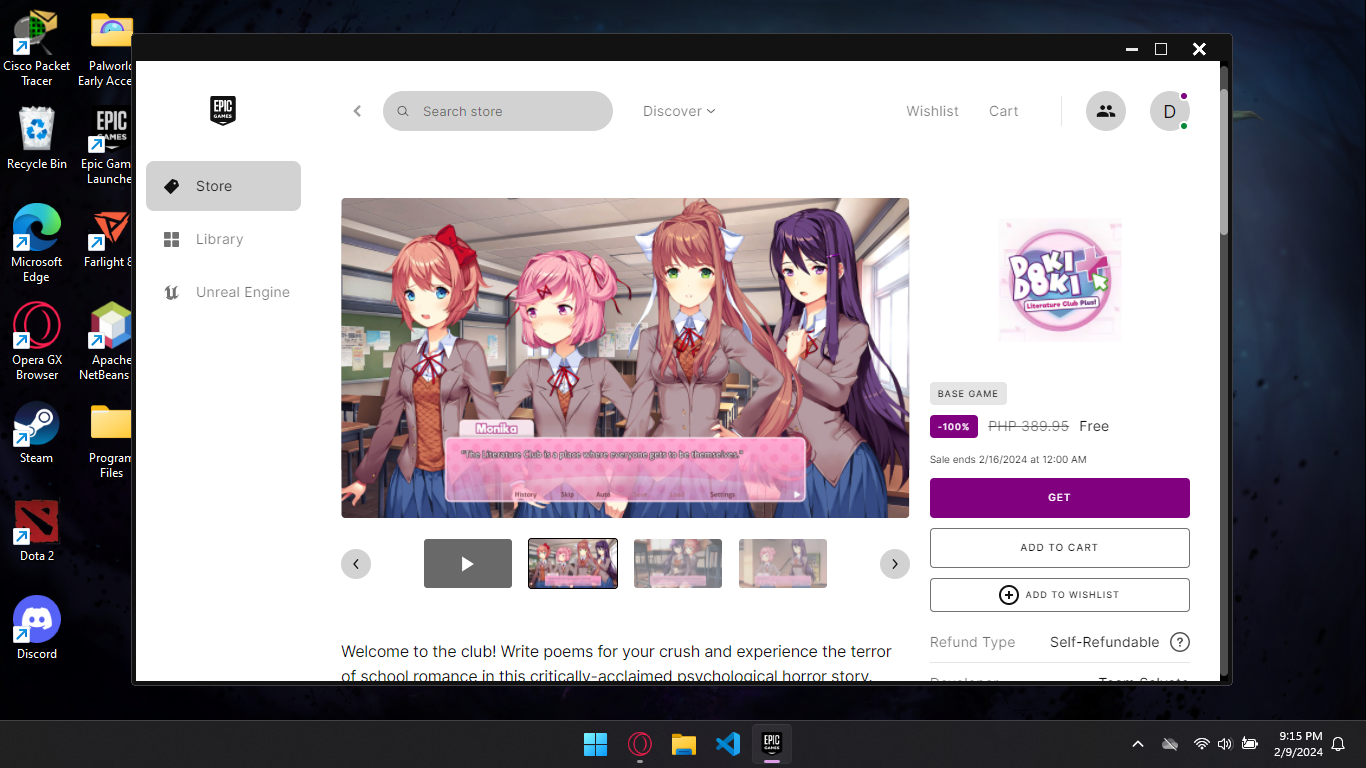 Cisco Packet
Tracer
Palworld
Early Acce
Recycle Bin
EPIC
GAMES
Epic Gam
Launche
Microsoft
Edge
Farlight 8
Opera GX
Browser
Apache
NetBeans
Steam
Program
Files
Dota 2
Discord
EPIC
GAMES
Search store
Discover
Wishlist
Cart
D
Store
Library
Unreal Engine
Monika
"The Literature Club is a place where everyone gets to be themselves."
History
Skip
Auto
Settings
DOKI
DOKI
Literature Club Plus!
BASE GAME
-100%
PHP 389.95
Free
Sale ends 2/16/2024 at 12:00 AM
GET
ADD TO CART
ADD TO WISHLIST
Refund Type
Self-Refundable
?
Developer
Team Salvato
Welcome to the club! Write poems for your crush and experience the terror
of school romance in this critically-acclaimed psychological horror story.
EPIC
GAMES
9:15 PM
2/9/2024